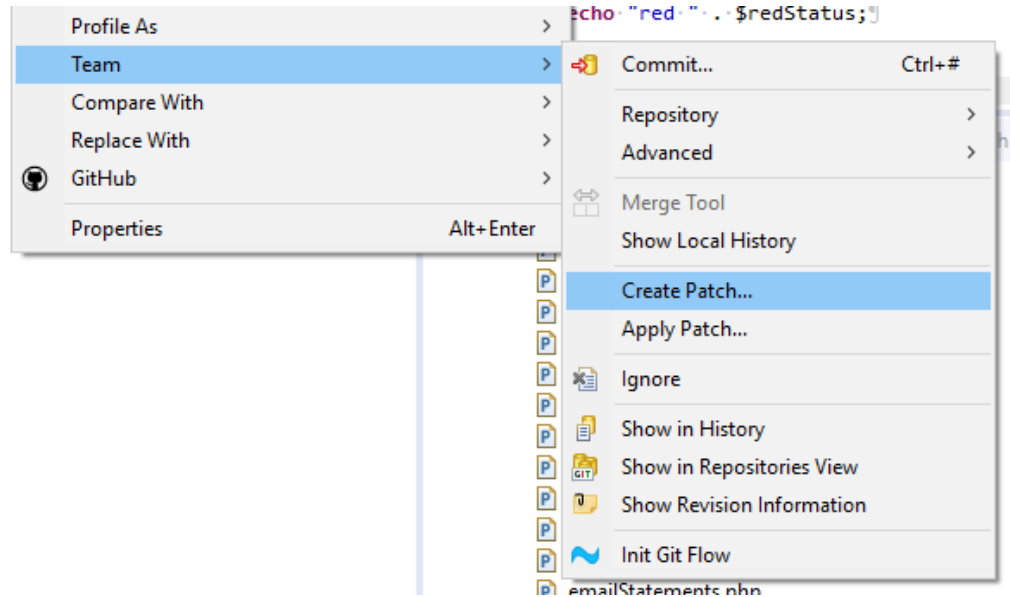 echo "red " . $redStatus;
Profile As
Team
Compare With
Replace With
GitHub
Properties Alt+Enter
Commit... Ctrl+#
Repository
Advanced
Merge Tool
Show Local History
Create Patch...
Apply Patch...
Ignore
Show in History
Show in Repositories View
Show Revision Information
Init Git Flow
emailStatements.php